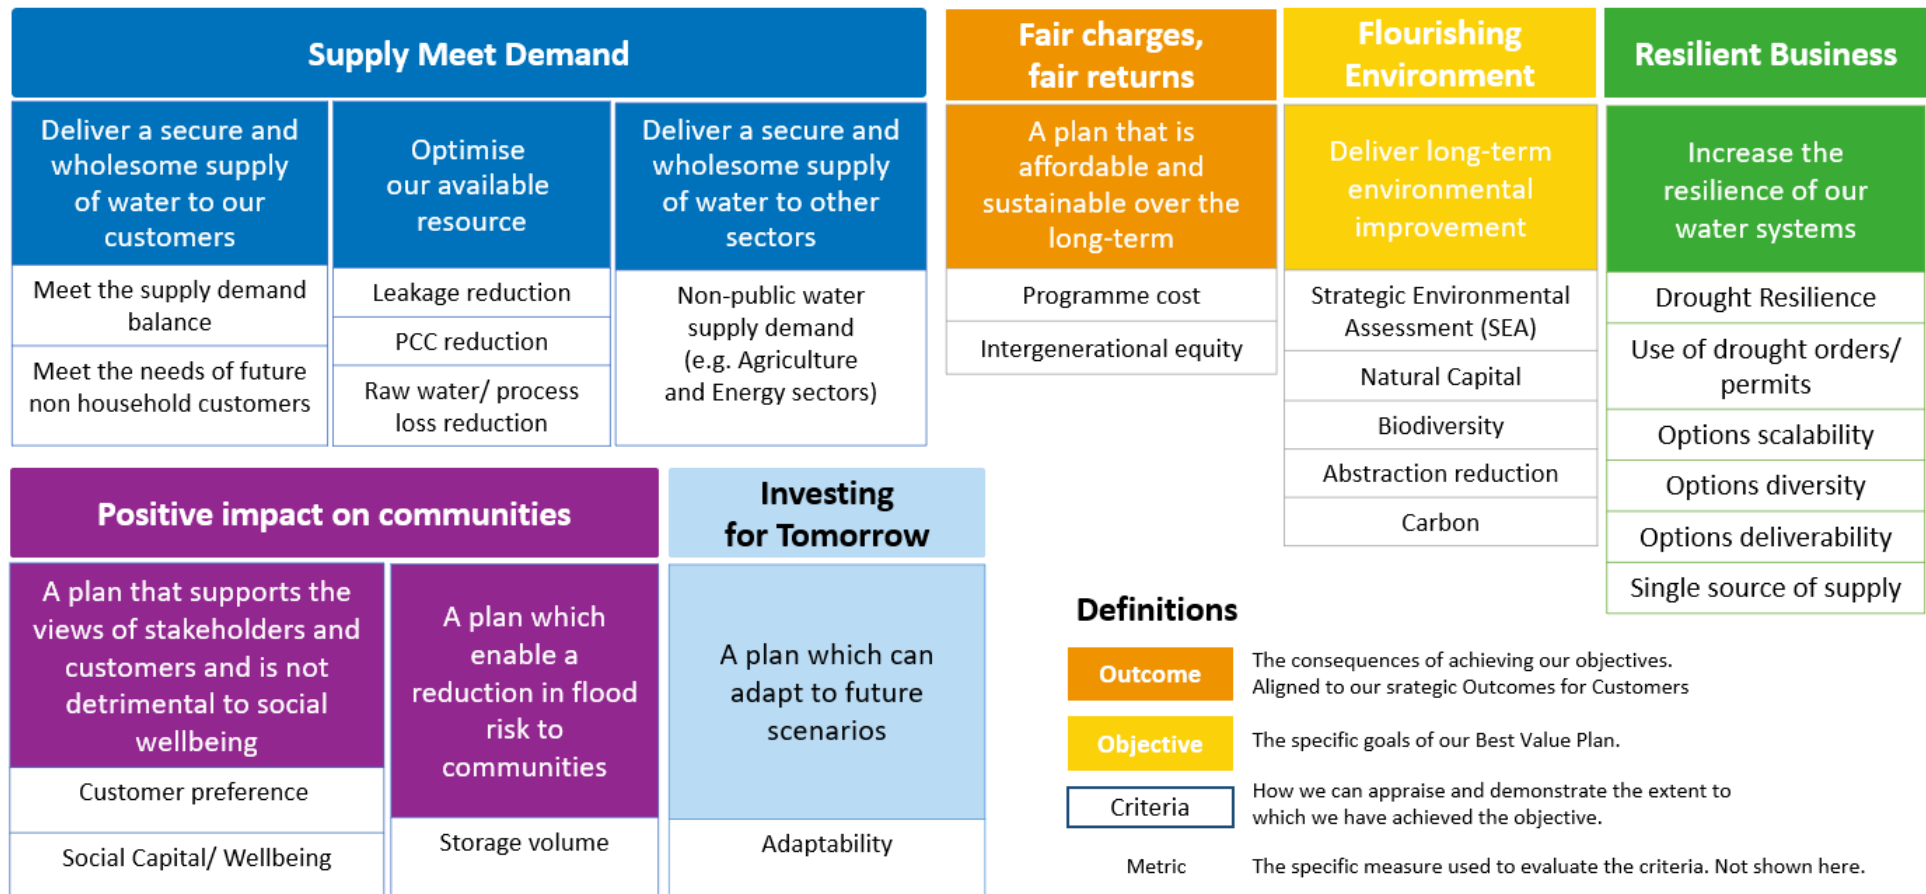 Supply Meet Demand
Deliver a secure and
wholesome supply
of water to our
customers
Meet the supply demand
balance
Meet the needs of future
non household customers
Optimise
our available
resource
Leakage reduction
PCC reduction
Raw water/ process
loss reduction
Deliver a secure and
wholesome supply
of water to other
sectors
Non-public water
supply demand
(e.g. Agriculture
and Energy sectors)
Fair charges,
fair returns
A plan that is
affordable and
sustainable over the
long-term
Programme cost
Intergenerational equity
Flourishing
Environment
Deliver long-term
environmental
improvement
Strategic Environmental
Assessment (SEA)
Natural Capital
Biodiversity
Abstraction reduction
Carbon
Resilient Business
Increase the
resilience of our
water systems
Drought Resilience
Use of drought orders/
permits
Options scalability
Options diversity
Options deliverability
Single source of supply
Positive impact on communities
A plan that supports the
views of stakeholders and
customers and is not
detrimental to social
wellbeing
Customer preference
Social Capital/ Wellbeing
A plan which
enable a
reduction in flood
risk to
communities
Storage volume
Investing
for Tomorrow
A plan which can
adapt to future
scenarios
Adaptability
Definitions
Outcome
The consequences of achieving our objectives.
Aligned to our srategic Outcomes for Customers
Objective
The specific goals of our Best Value Plan.
Criteria
How we can appraise and demonstrate the extent to
which we have achieved the objective.
Metric
The specific measure used to evaluate the criteria. Not shown here.